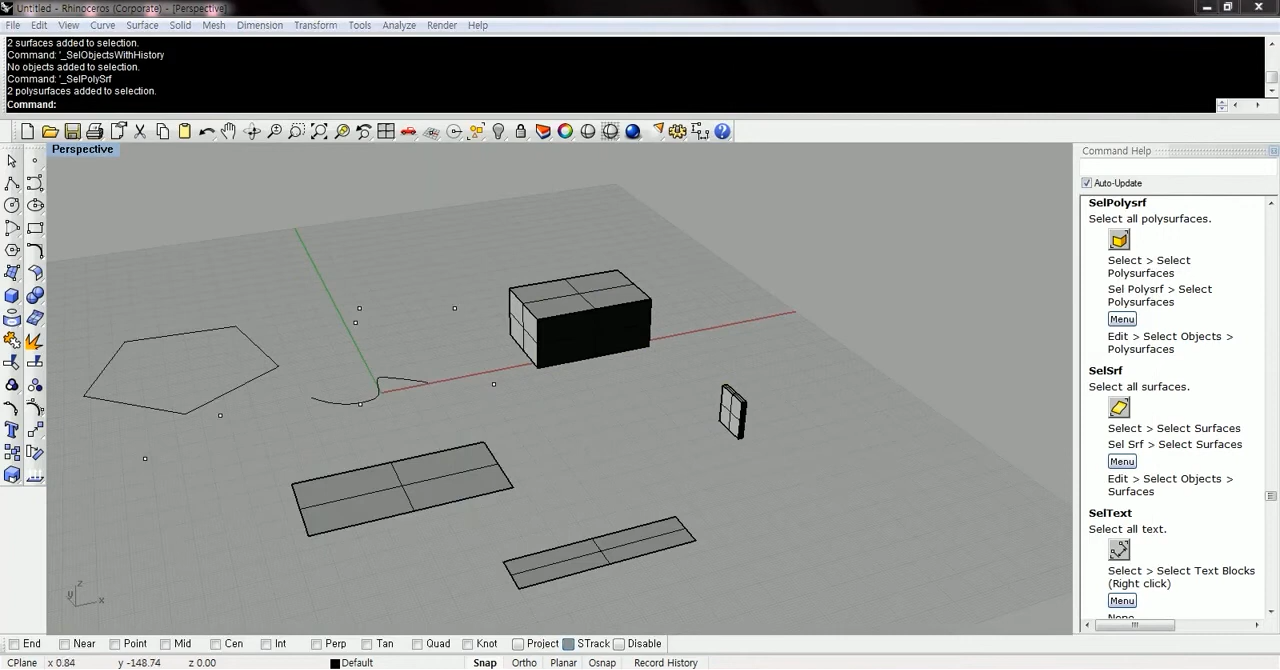 Untitled - Rhinoceros (Corporate) - [Perspective]
File Edit View Curve Surface Solid Mesh Dimension Transform Tools Analyze Render Help
2 surfaces added to selection.
Command: '_SelObjectsWithHistory
No objects added to selection.
Command: '_SelPolySrf
2 polysurfaces added to selection.
Command:
Perspective
Command Help
Auto-Update
SelPolysrf
Select all polysurfaces.
Select > Select
Polysurfaces
Sel Polysrf > Select
Polysurfaces
Menu
Edit > Select Objects >
Polysurfaces
SelSrf
Select all surfaces.
Select > Select Surfaces
Sel Srf > Select Surfaces
Menu
Edit > Select Objects >
Surfaces
SelText
Select all text.
Select > Select Text Blocks
(Right click)
Menu
z
y
x
End Near Point Mid Cen Int Perp Tan Quad Knot Project STrack Disable
CPlane x 0.84 y -148.74 z 0.00 Default Snap Ortho Planar Osnap Record History